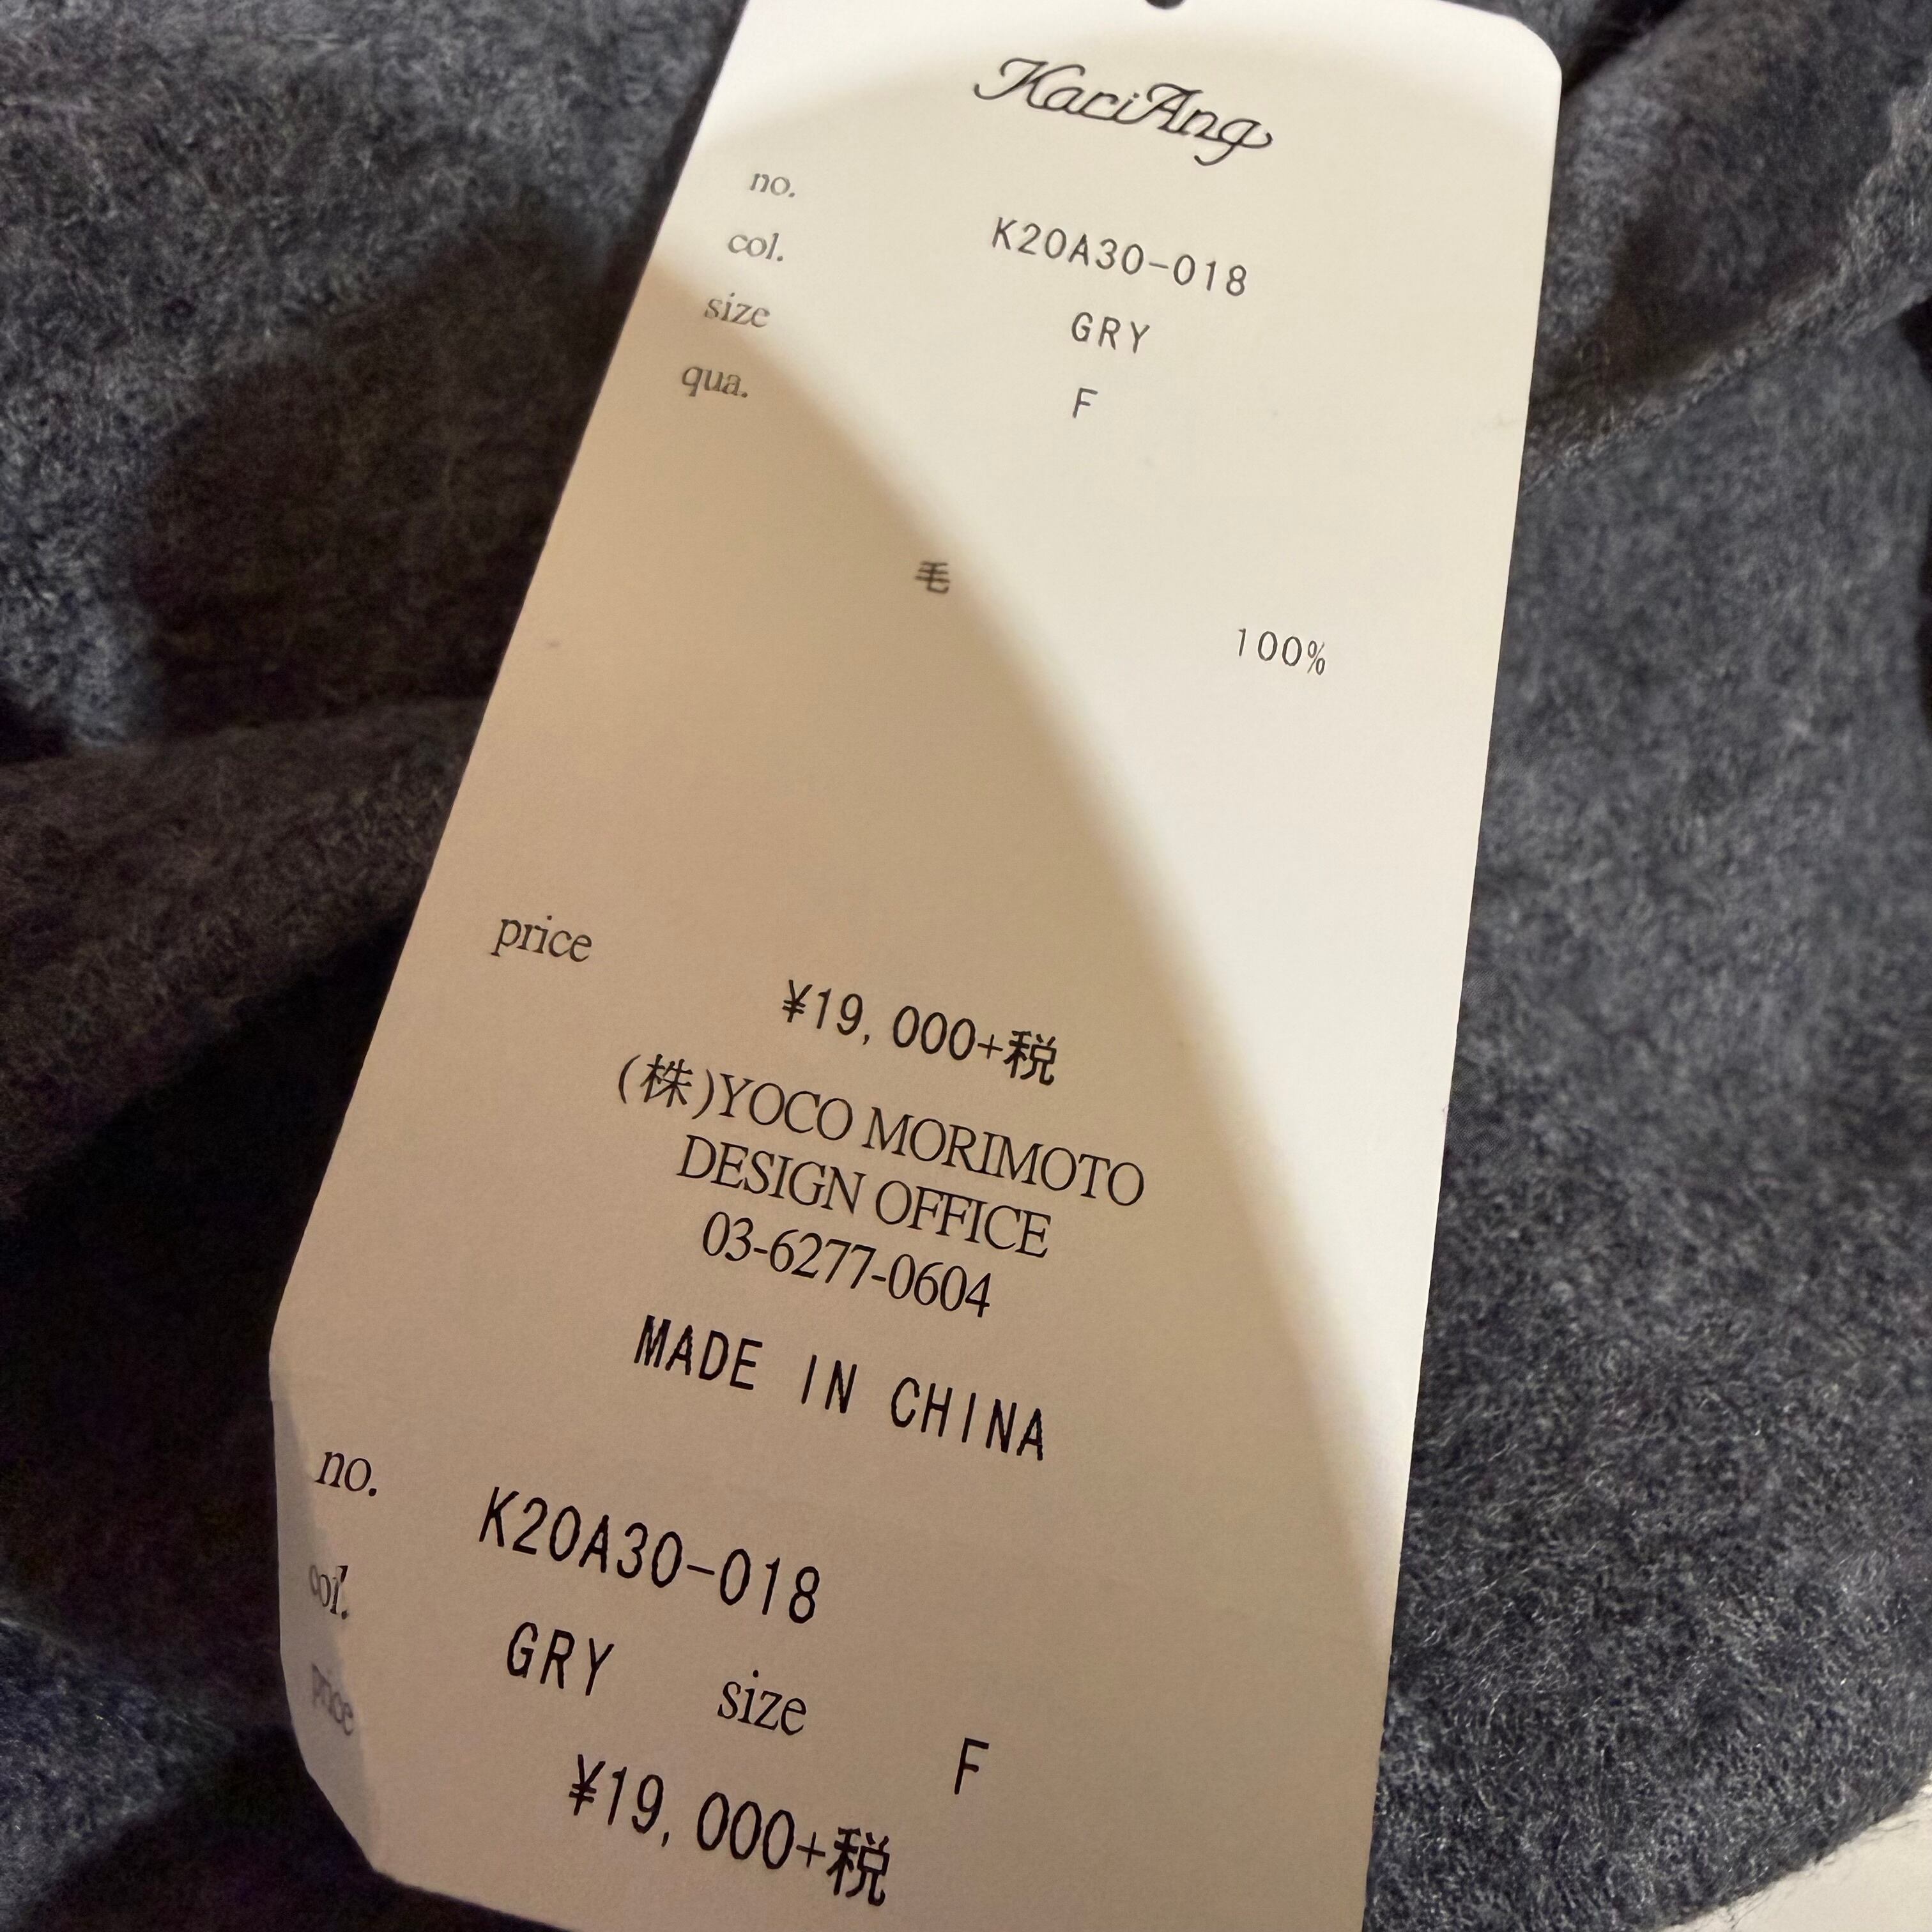 KariAng
no. K20A30-018
col. GRY
size F
qua.
毛 100%
price
¥19,000+税
(株)YOCO MORIMOTO
DESIGN OFFICE
03-6277-0604
MADE IN CHINA
no. K20A30-018
col. GRY size F
price ¥19,000+税